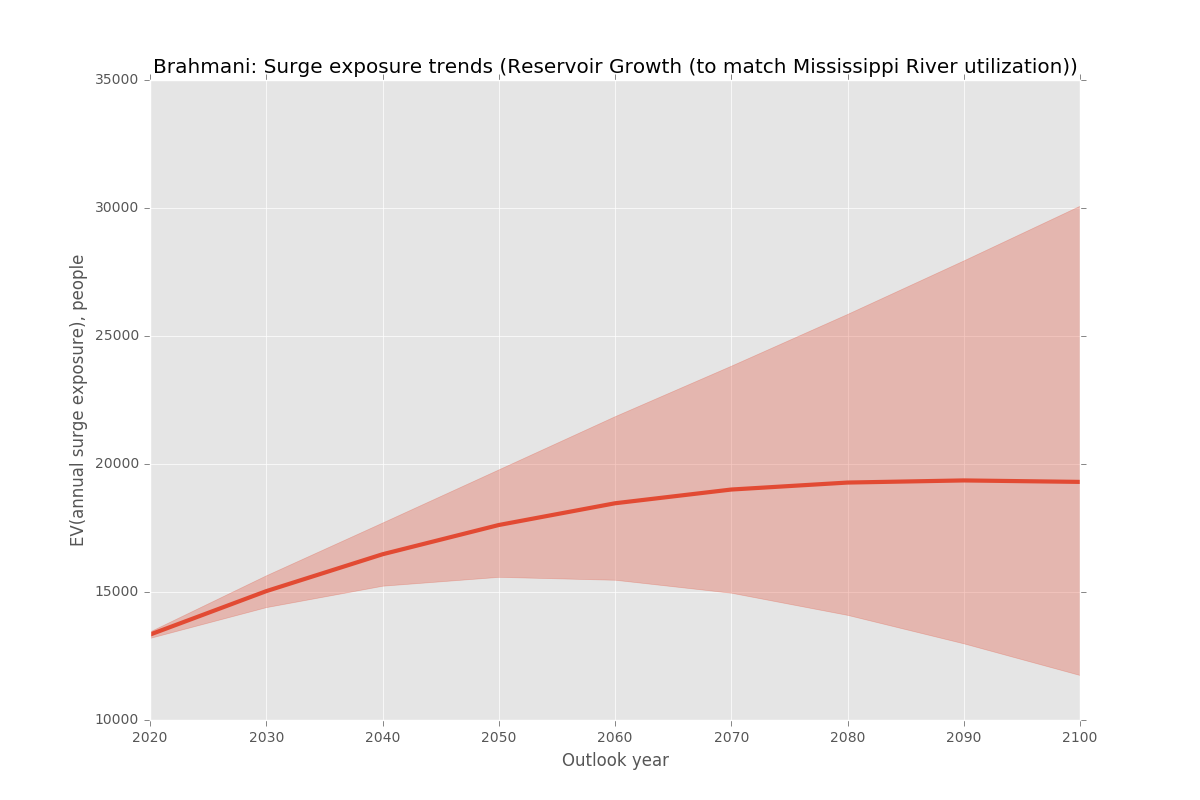 Brahmani: Surge exposure trends (Reservoir Growth (to match Mississippi River utilization))
35000
30000
25000
20000
15000
10000
EV(annual surge exposure), people
2020 2030 2040 2050 2060 2070 2080 2090 2100
Outlook year